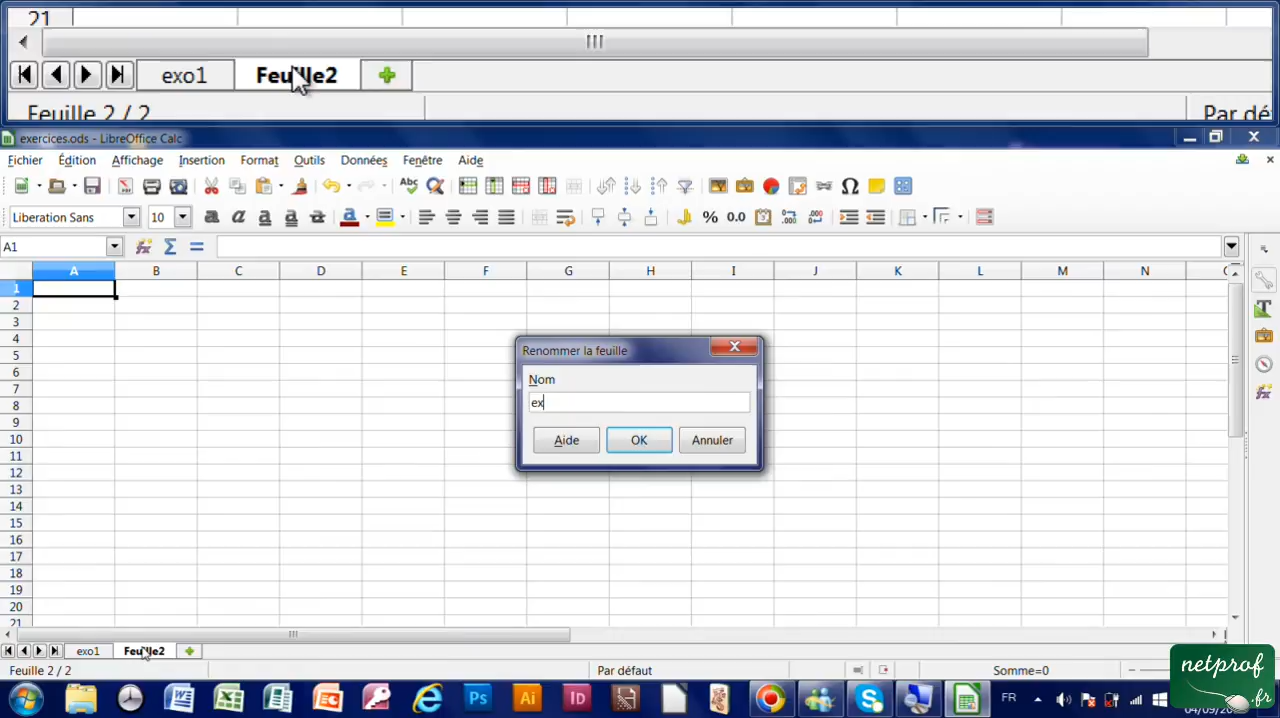 21
exo1 Feuille2
Feuille 2 / 2 Par dé
exercices.ods - LibreOffice Calc
Fichier Édition Affichage Insertion Format Outils Données Fenêtre Aide
Liberation Sans 10
A1
A B C D E F G H I J K L M N
1
2
3
4
5
6
7
8
9
10
11
12
13
14
15
16
17
18
19
20
21
Renommer la feuille
Nom
ex
Aide OK Annuler
exo1 Feuille2
Feuille 2 / 2 Par défaut Somme=0
netprof
.fr
Ps Ai ID FR